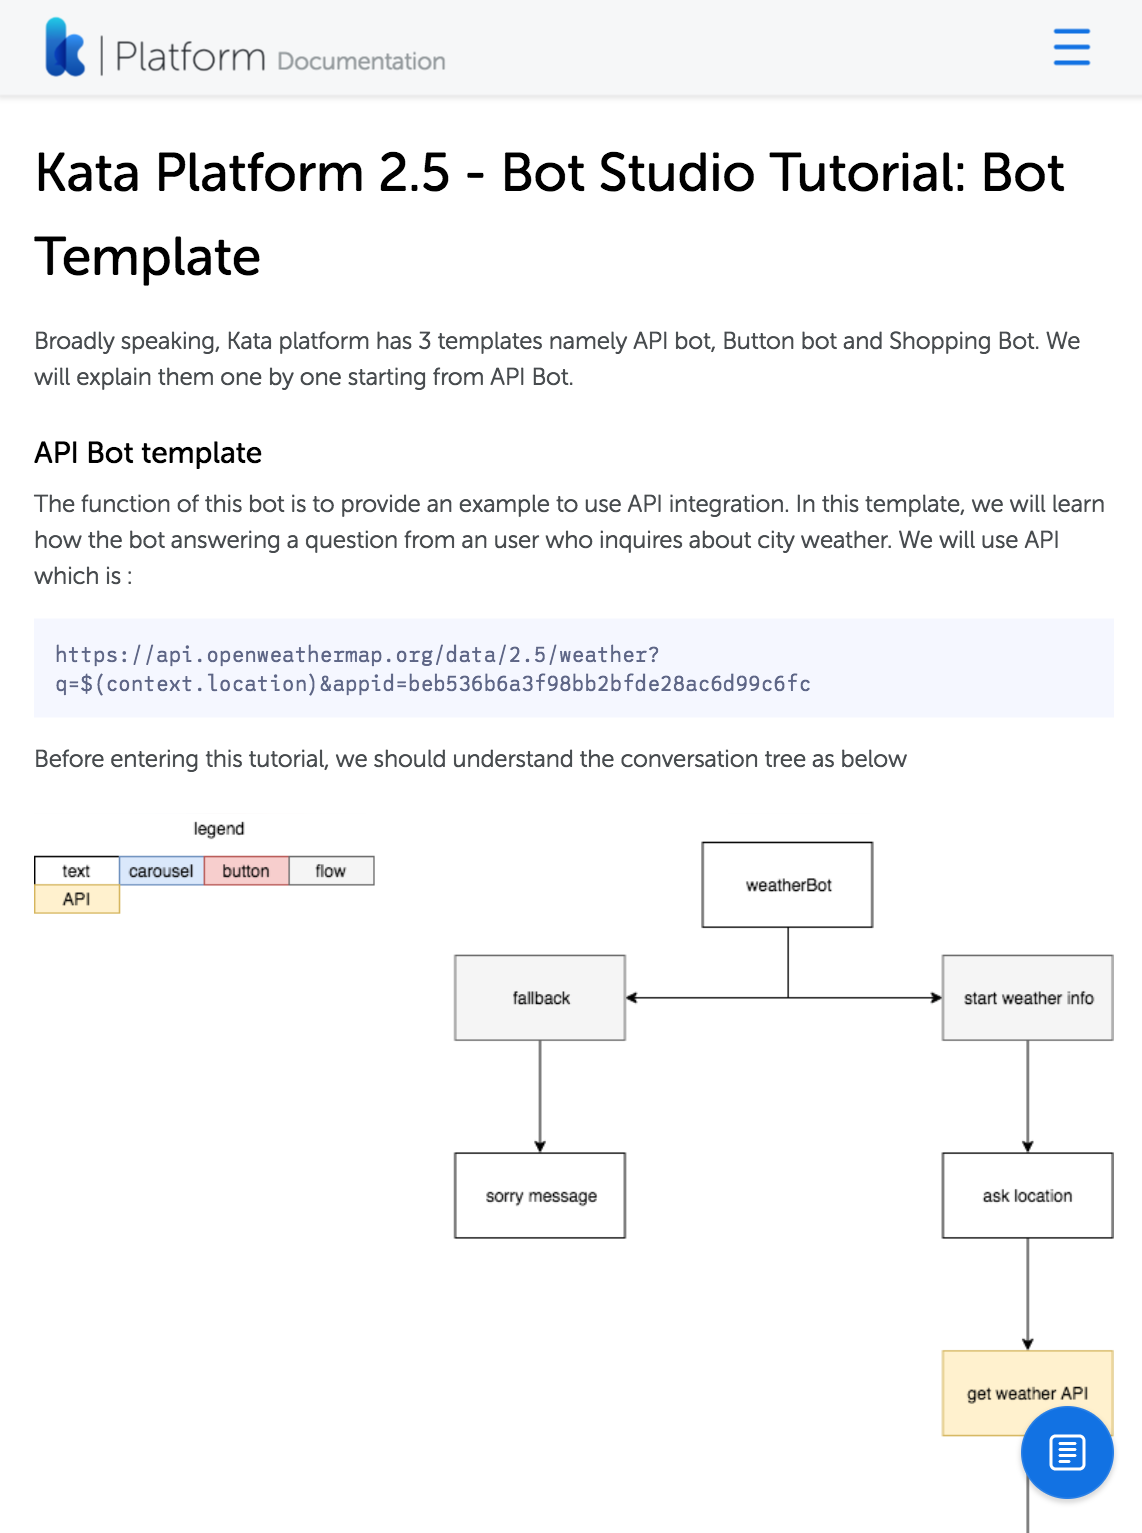 | Platform Documentation
Kata Platform 2.5 - Bot Studio Tutorial: Bot
Template
Broadly speaking, Kata platform has 3 templates namely API bot, Button bot and Shopping Bot. We
will explain them one by one starting from API Bot.
API Bot template
The function of this bot is to provide an example to use API integration. In this template, we will learn
how the bot answering a question from an user who inquires about city weather. We will use API
which is :
https://api.openweathermap.org/data/2.5/weather?
q=$(context.location)&appid=beb536b6a3f98bb2bfde28ac6d99c6fc
Before entering this tutorial, we should understand the conversation tree as below
legend
text carousel button flow
API
weatherBot
fallback
start weather info
sorry message
ask location
get weather API